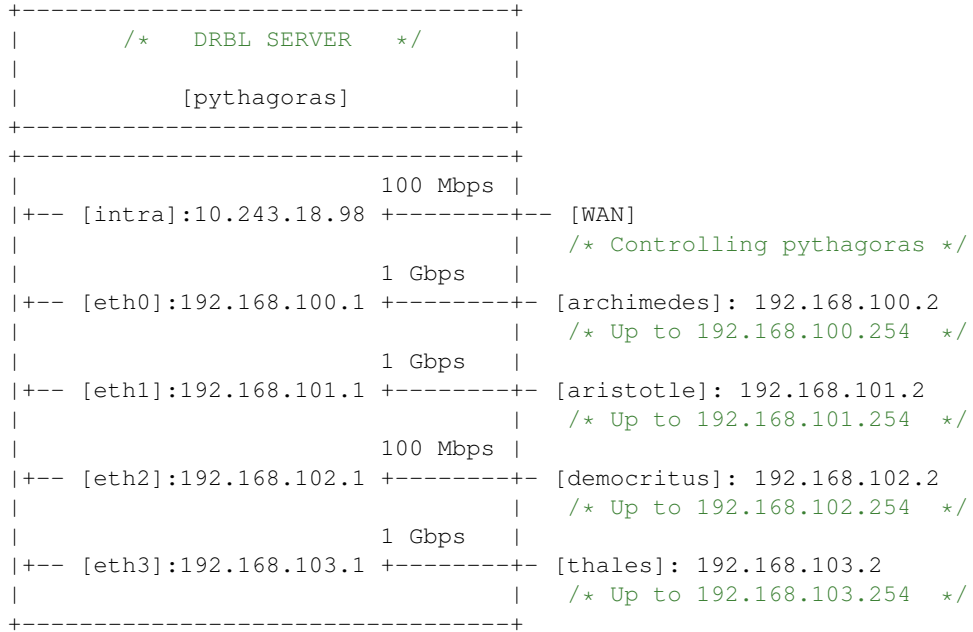 +----------------------------------+
|       /*   DRBL SERVER   */      |
|                                  |
|           [pythagoras]           |
+----------------------------------+
+----------------------------------+
|                         100 Mbps |
|+-- [intra]:10.243.18.98 +--------+-- [WAN]
|                                  |   /* Controlling pythagoras */
|                         1 Gbps   |
|+-- [eth0]:192.168.100.1 +--------+- [archimedes]: 192.168.100.2
|                                  |   /* Up to 192.168.100.254  */
|                         1 Gbps   |
|+-- [eth1]:192.168.101.1 +--------+- [aristotle]: 192.168.101.2
|                                  |   /* Up to 192.168.101.254  */
|                         100 Mbps |
|+-- [eth2]:192.168.102.1 +--------+- [democritus]: 192.168.102.2
|                                  |   /* Up to 192.168.102.254  */
|                         1 Gbps   |
|+-- [eth3]:192.168.103.1 +--------+- [thales]: 192.168.103.2
|                                  |   /* Up to 192.168.103.254  */
+----------------------------------+